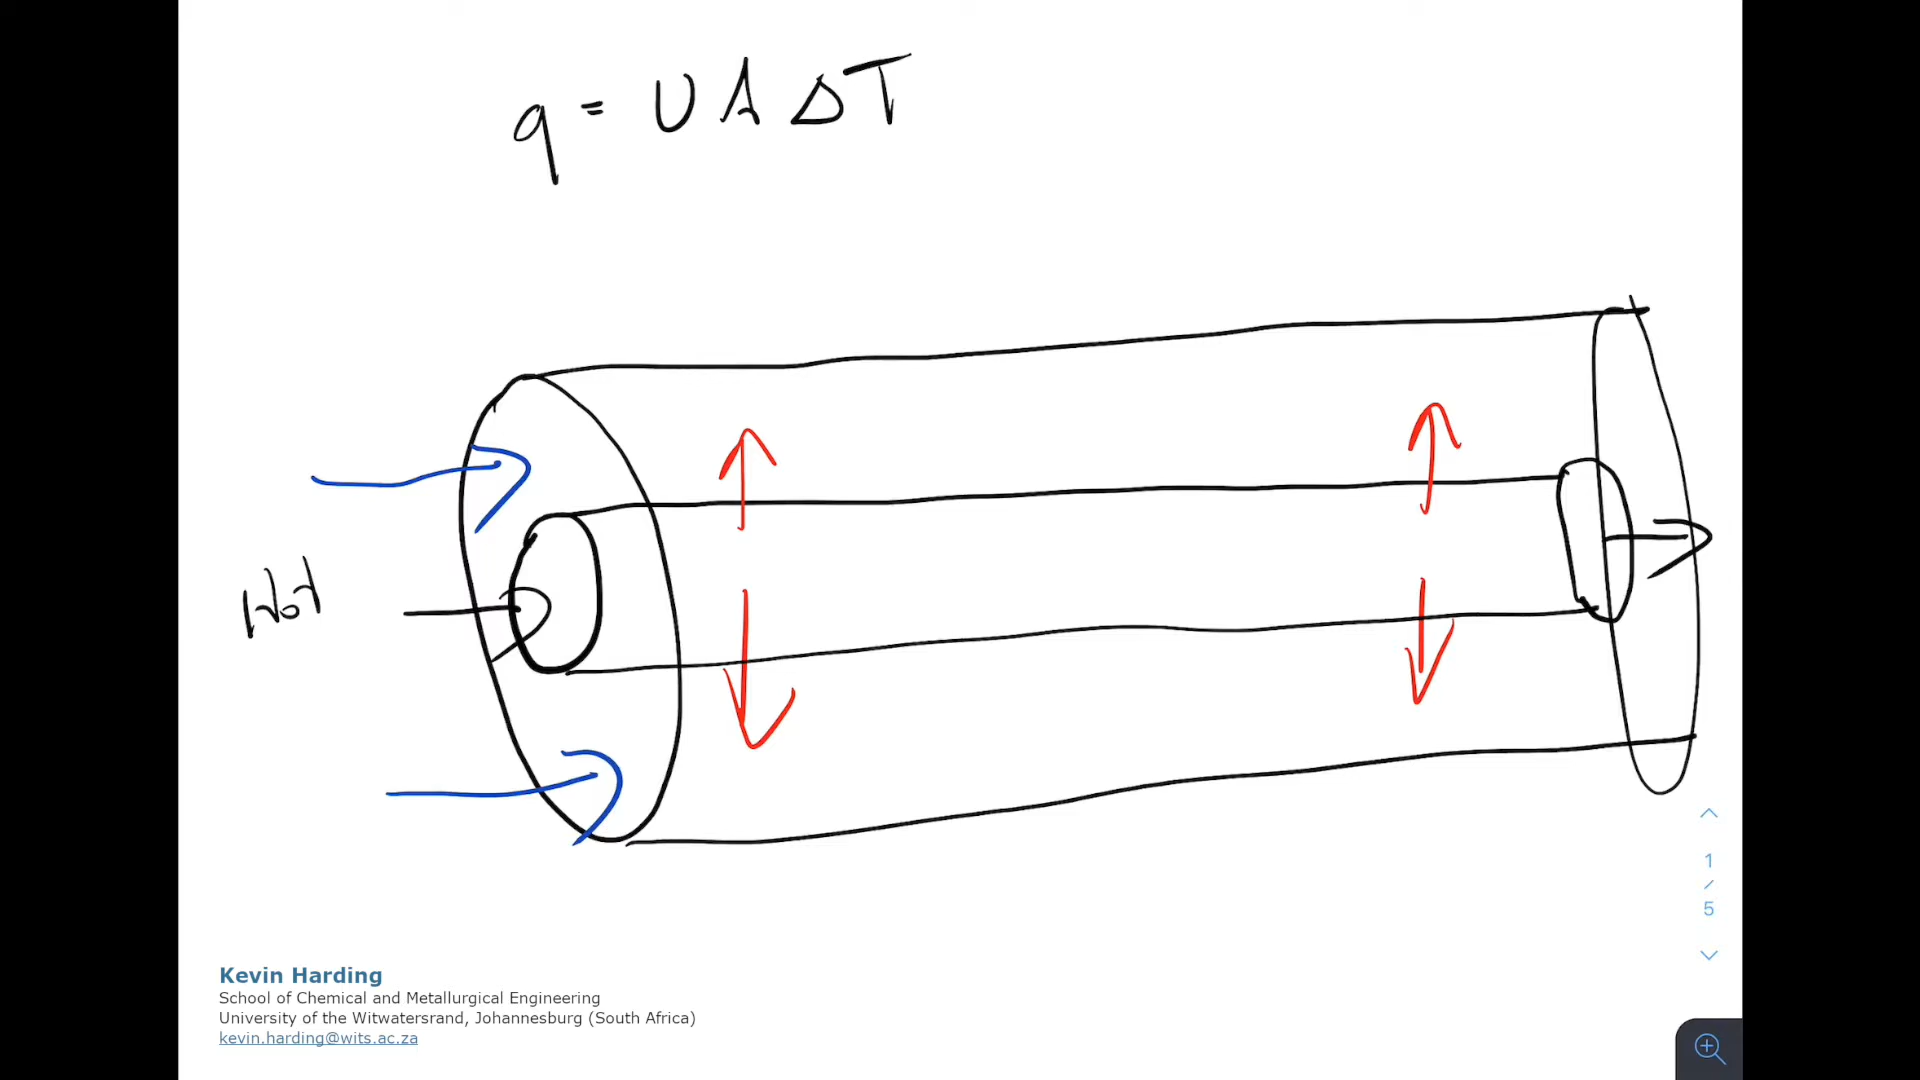 q = U A ΔT
Hot
1
/
5
Kevin Harding
School of Chemical and Metallurgical Engineering
University of the Witwatersrand, Johannesburg (South Africa)
kevin.harding@wits.ac.za